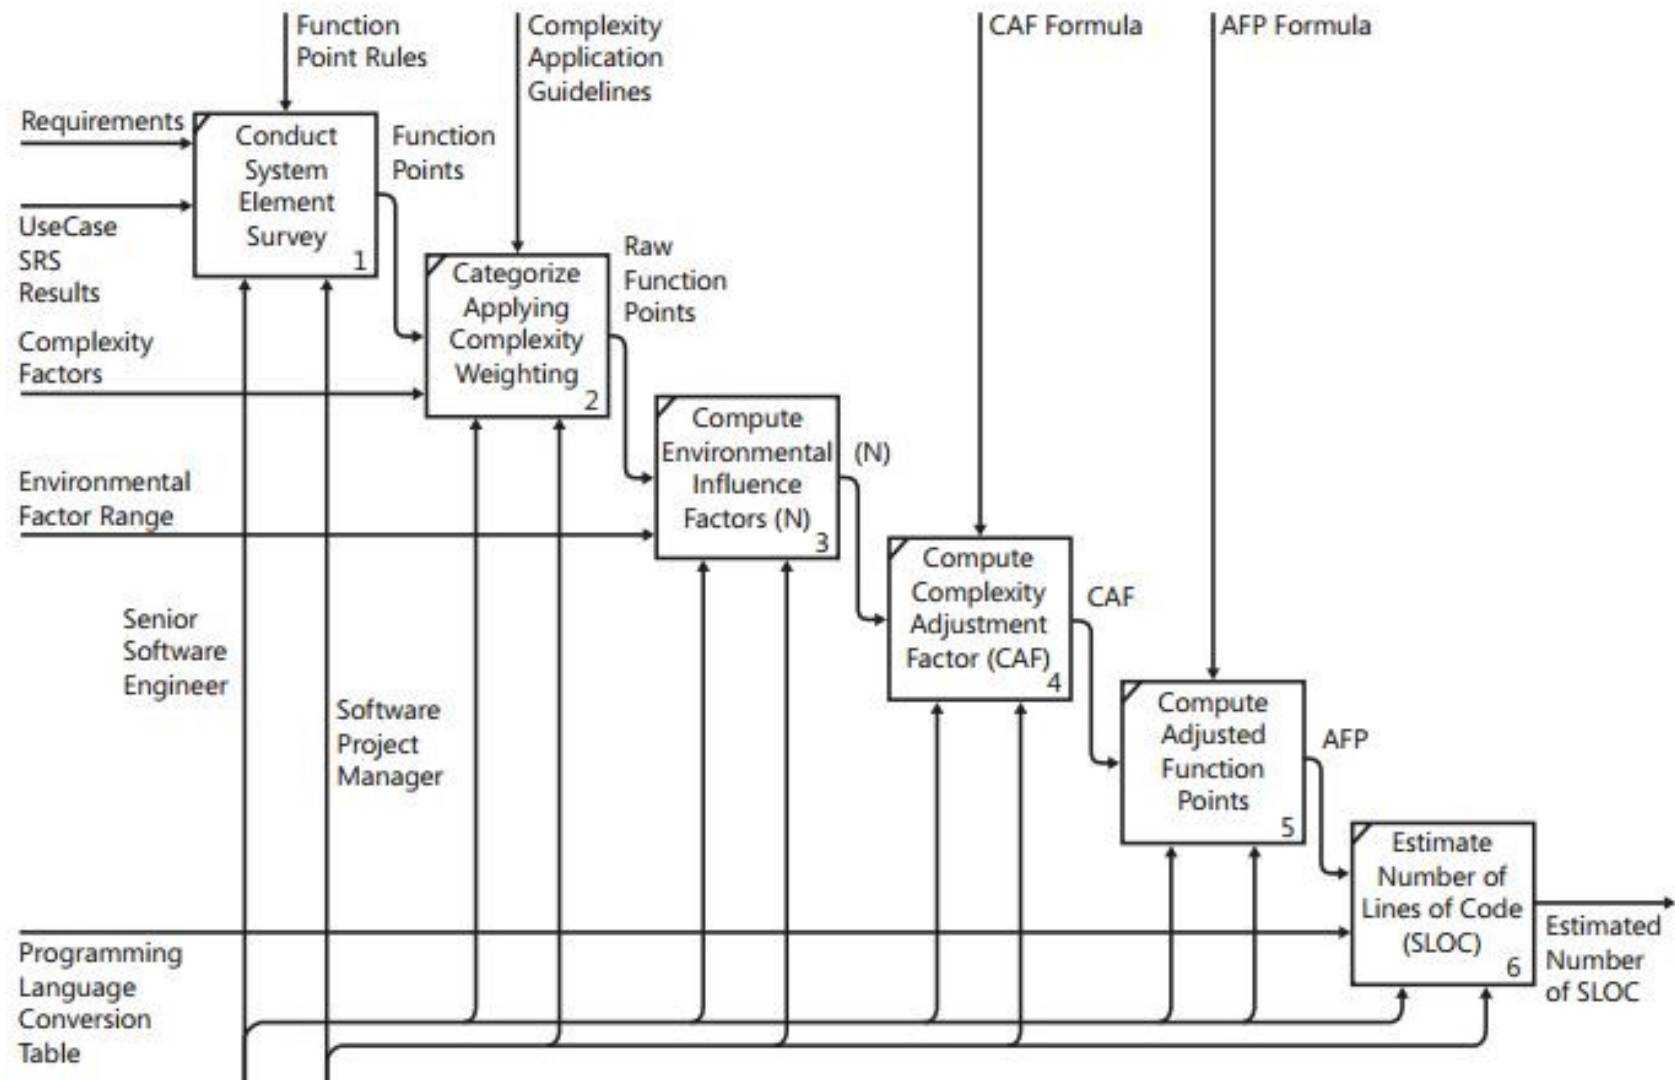 Function
Point Rules
Complexity
Application
Guidelines
CAF Formula
AFP Formula
Requirements
Conduct
System
Element
Survey
1
Function
Points
UseCase
SRS
Results
Categorize
Applying
Complexity
Weighting
2
Raw
Function
Points
Complexity
Factors
Compute
Environmental
Influence
Factors (N)
3
(N)
Environmental
Factor Range
Compute
Complexity
Adjustment
Factor (CAF)
4
CAF
Senior
Software
Engineer
Software
Project
Manager
Compute
Adjusted
Function
Points
5
AFP
Estimate
Number of
Lines of Code
(SLOC)
6
Estimated
Number
of SLOC
Programming
Language
Conversion
Table